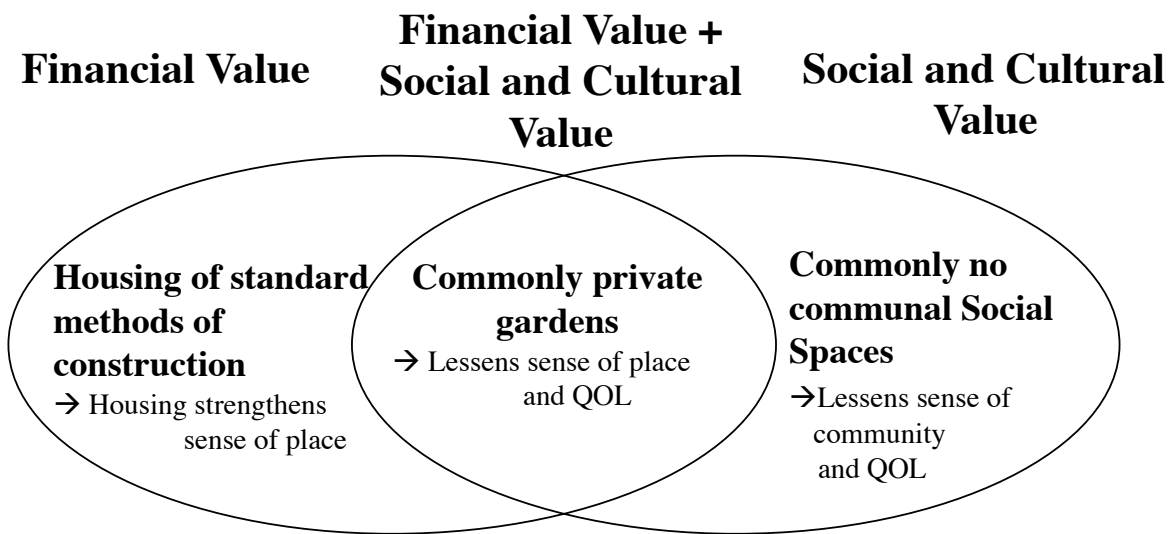 Financial Value
Financial Value +
Social and Cultural
Value
Social and Cultural
Value
Housing of standard
methods of
construction
→ Housing strengthens
sense of place
Commonly private
gardens
→ Lessens sense of place
and QOL
Commonly no
communal Social
Spaces
→Lessens sense of
community
and QOL